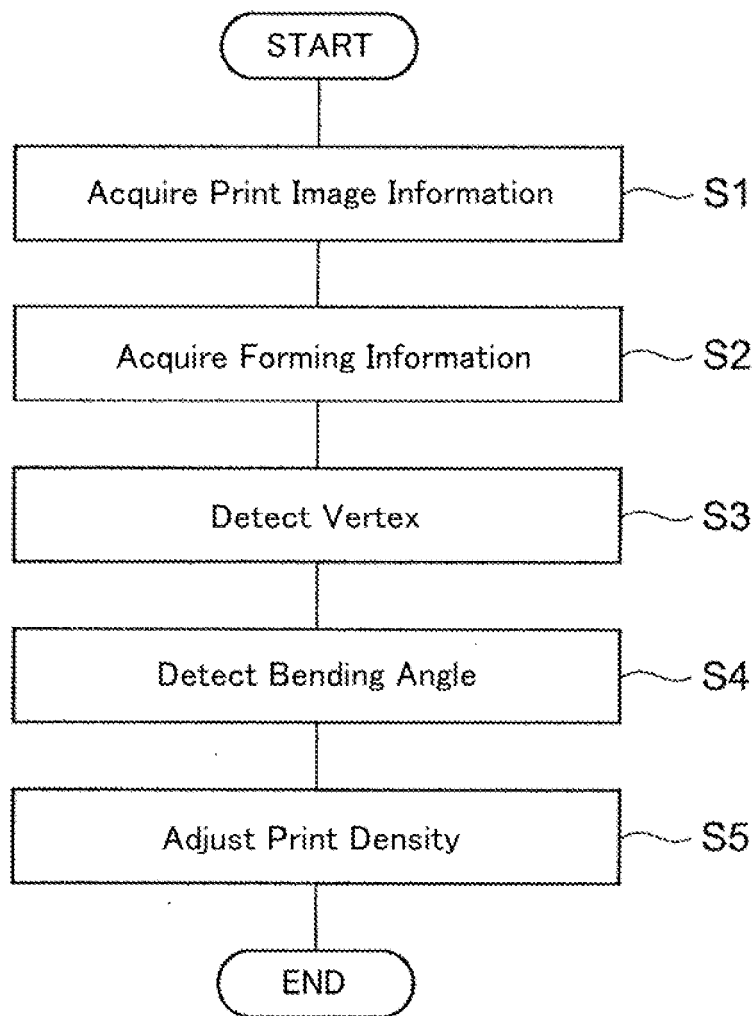 START
Acquire Print Image Information S1
Acquire Forming Information S2
Detect Vertex S3
Detect Bending Angle S4
Adjust Print Density S5
END